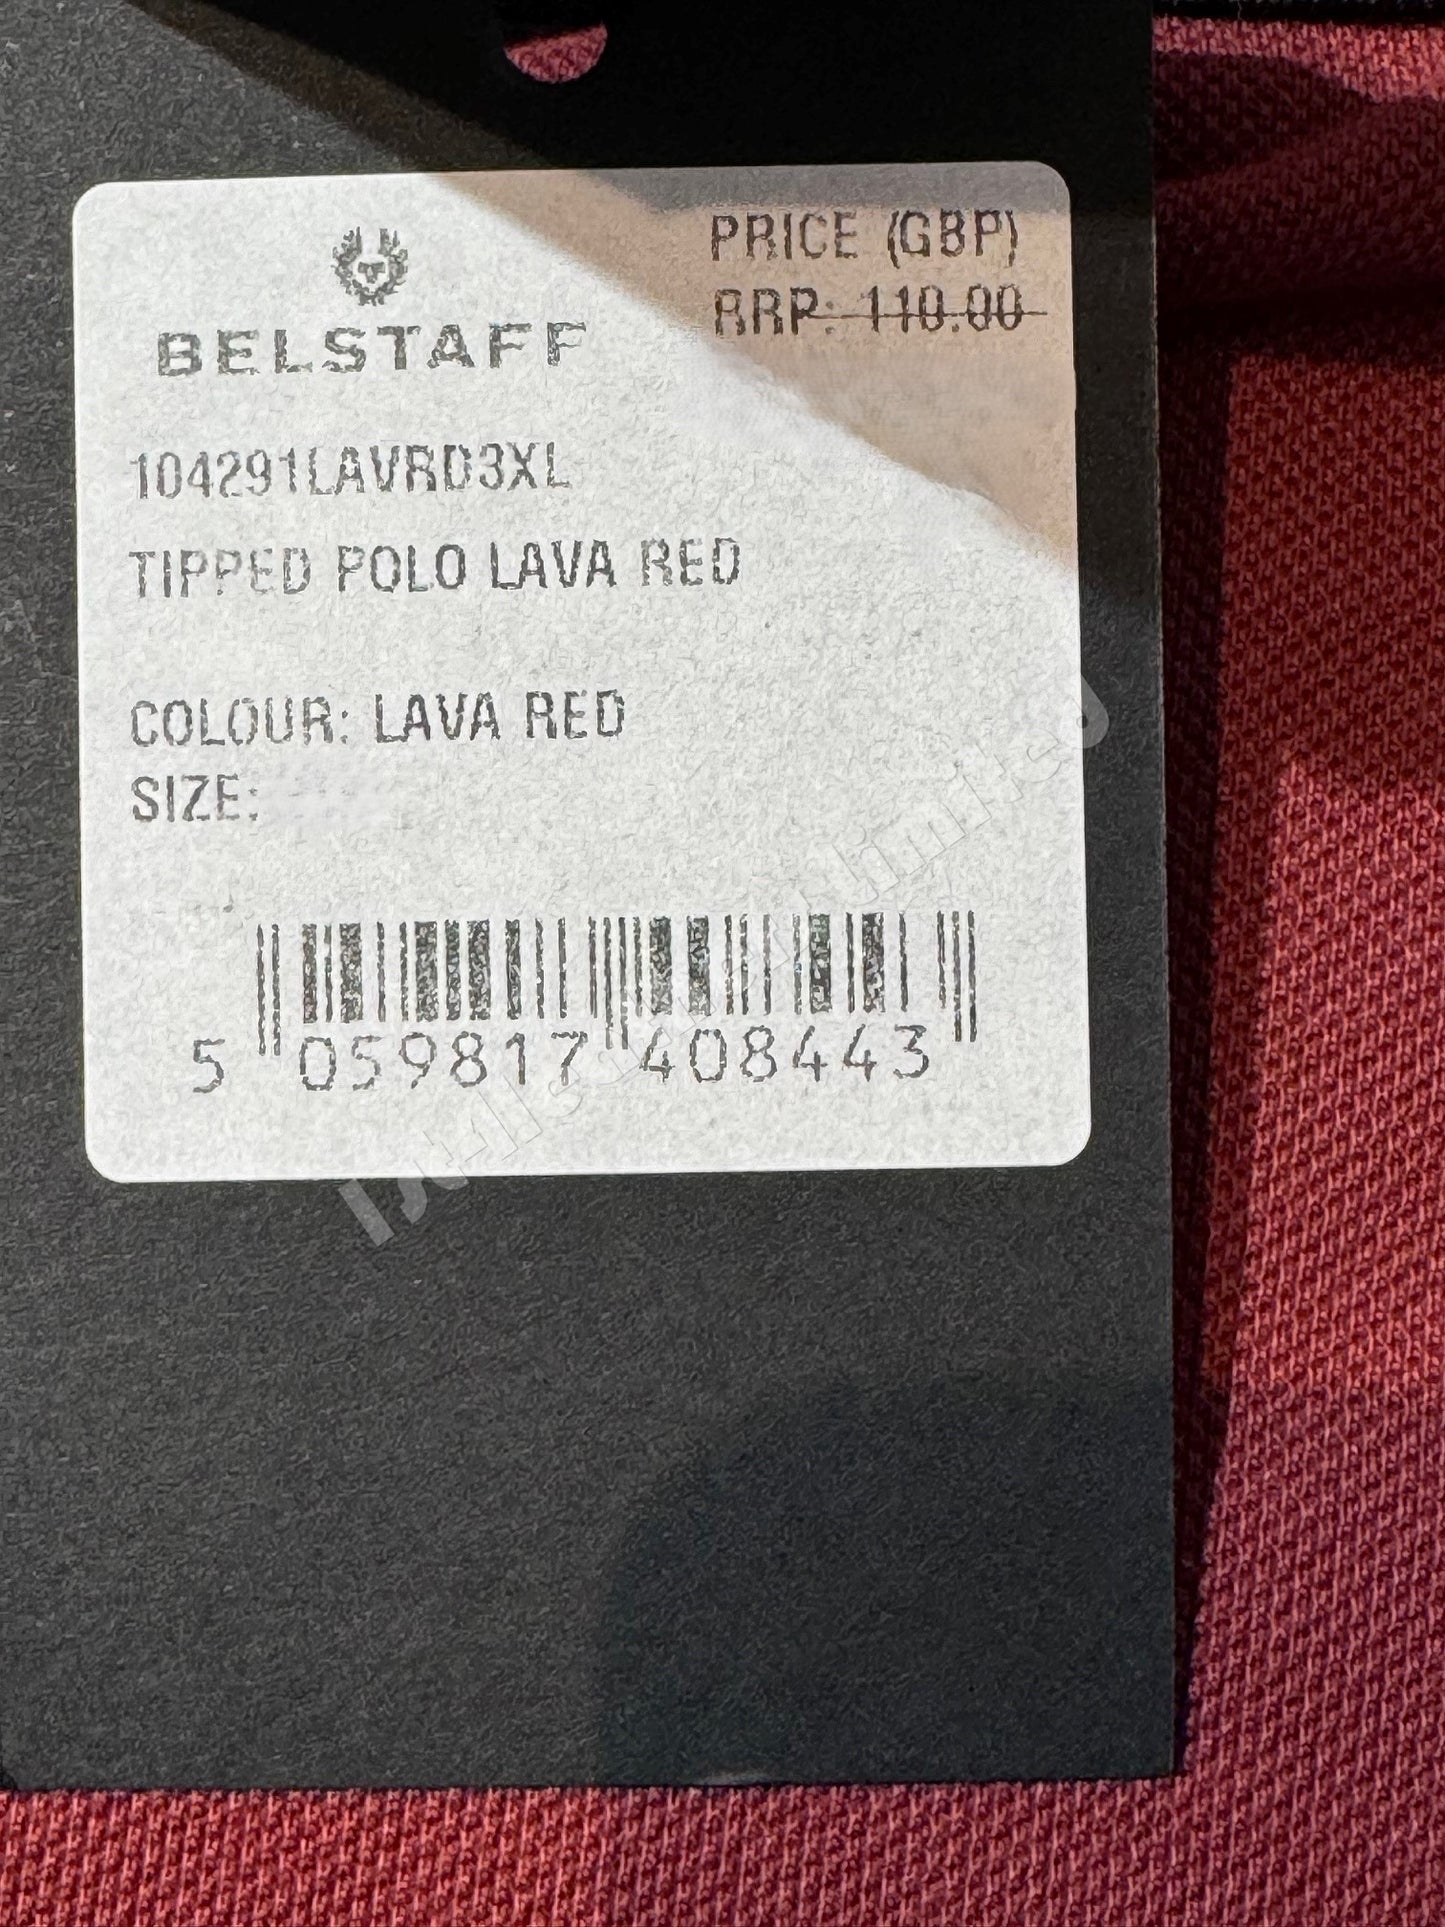 PRICE (GBP)
RRP: 110.00
BELSTAFF
104291LAVRD3XL
TIPPED POLO LAVA RED
COLOUR: LAVA RED
SIZE:
5 059817 408443